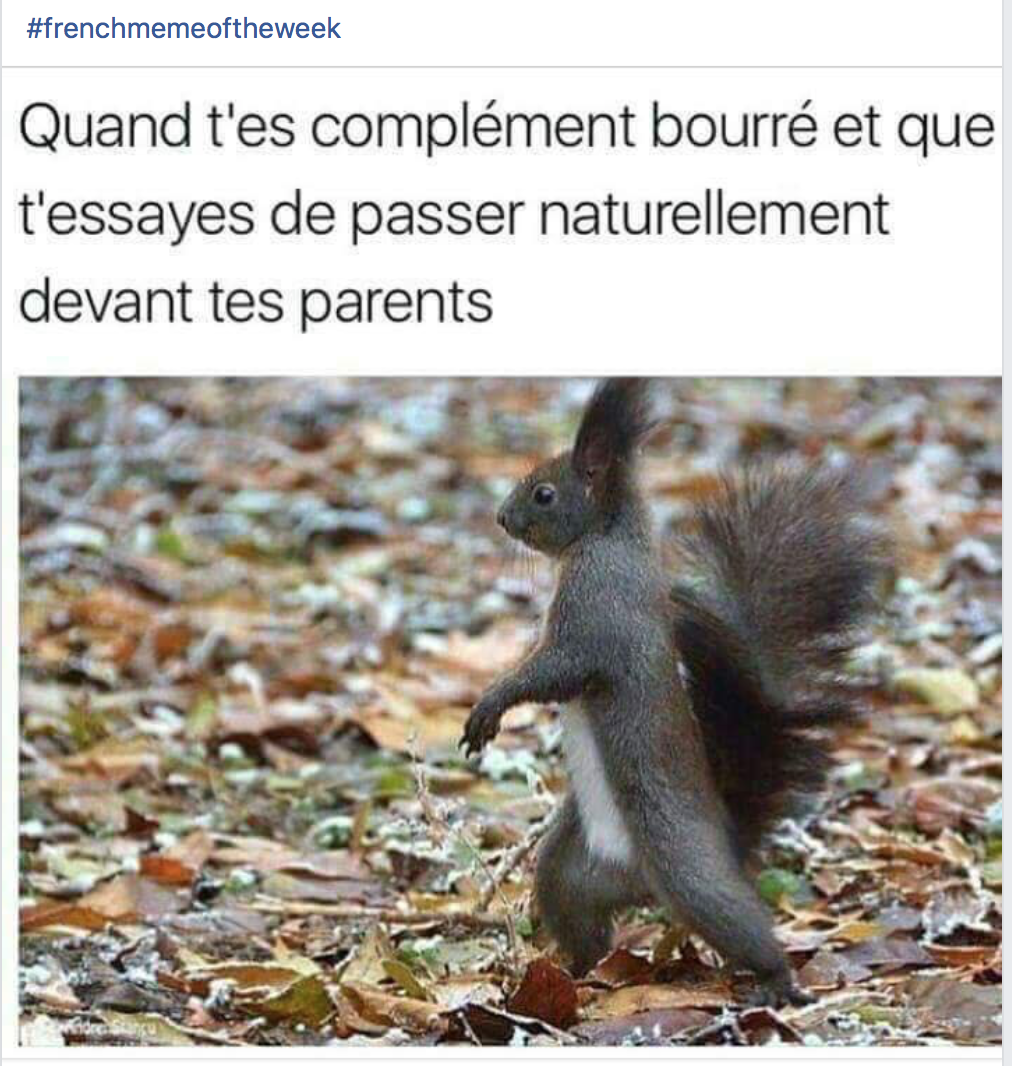 #frenchmemeoftheweek
Quand t'es complément bourré et que
t'essayes de passer naturellement
devant tes parents